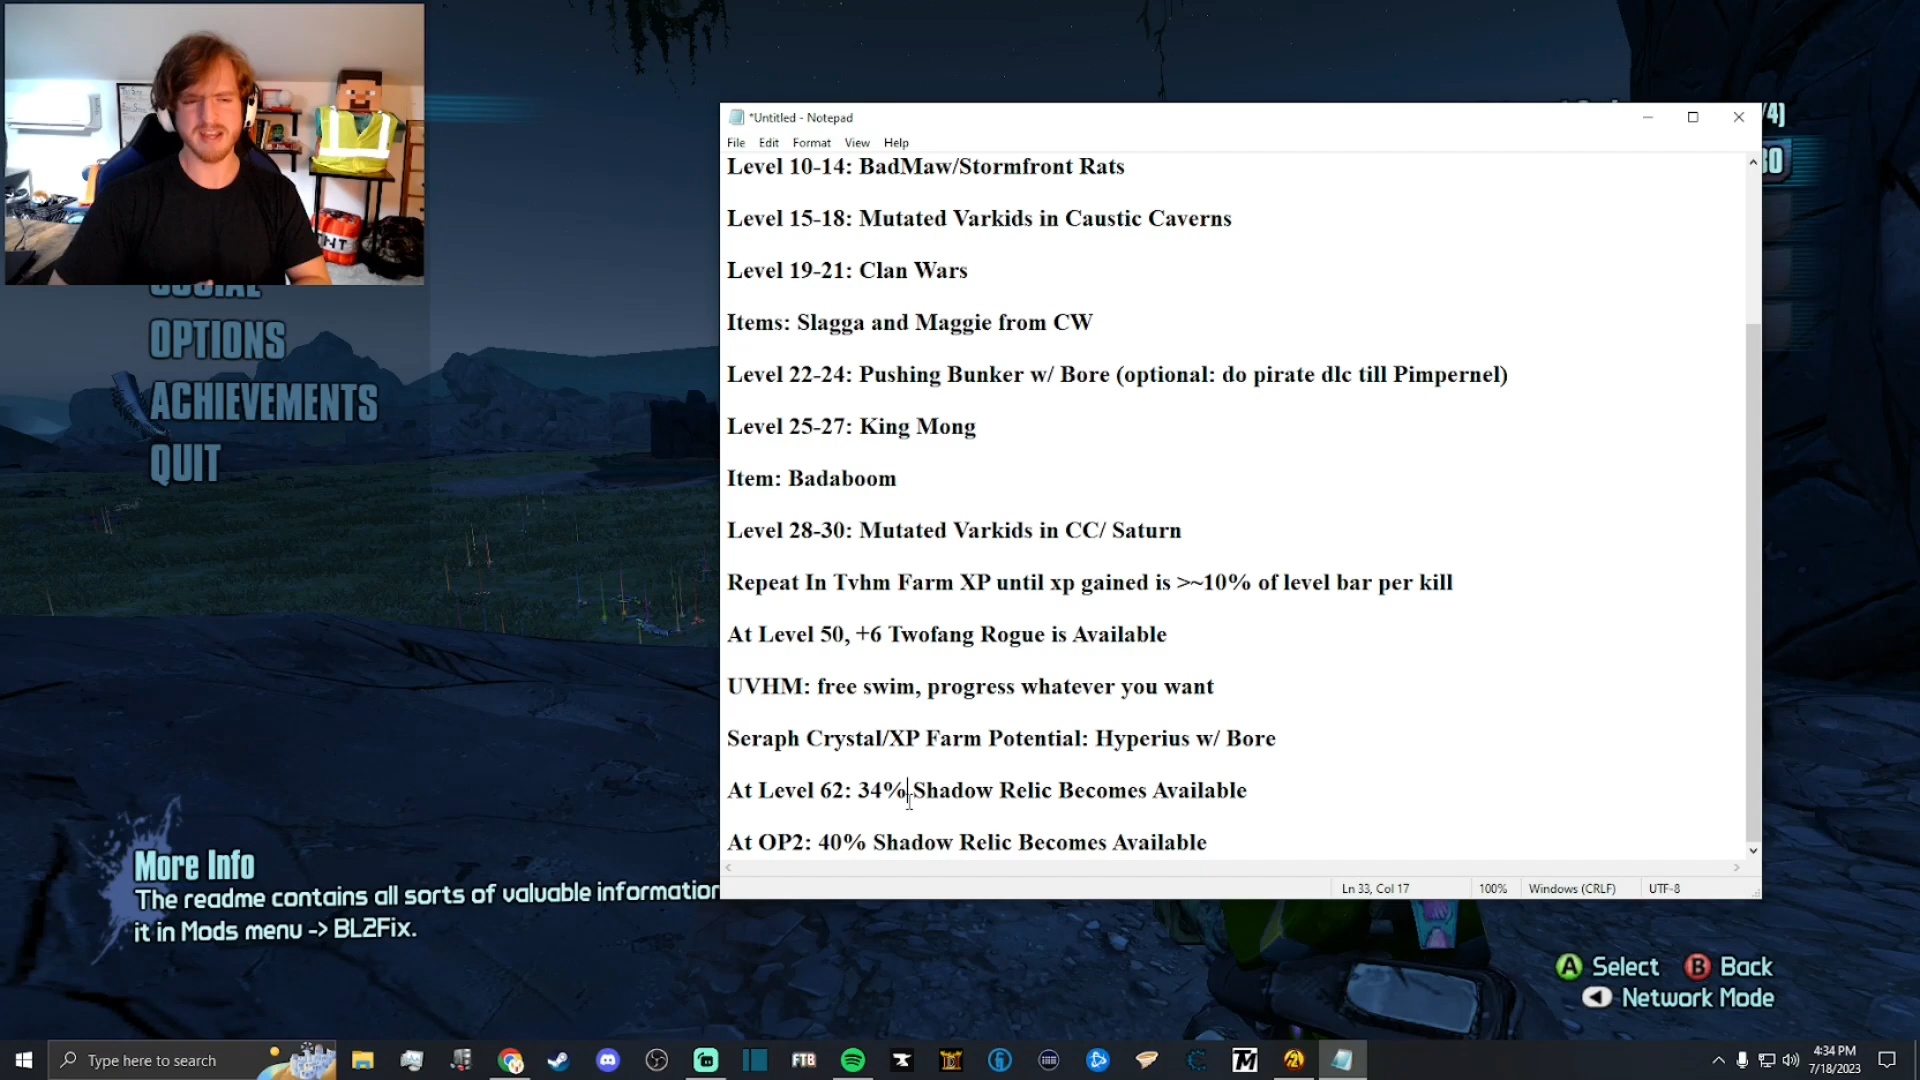 *Untitled - Notepad
File Edit Format View Help
Level 10-14: BadMaw/Stormfront Rats
Level 15-18: Mutated Varkids in Caustic Caverns
Level 19-21: Clan Wars
Items: Slagga and Maggie from CW
Level 22-24: Pushing Bunker w/ Bore (optional: do pirate dlc till Pimpernel)
Level 25-27: King Mong
Item: Badaboom
Level 28-30: Mutated Varkids in CC/ Saturn
Repeat In Tvhm Farm XP until xp gained is >~10% of level bar per kill
At Level 50, +6 Twofang Rogue is Available
UVHM: free swim, progress whatever you want
Seraph Crystal/XP Farm Potential: Hyperius w/ Bore
At Level 62: 34% Shadow Relic Becomes Available
At OP2: 40% Shadow Relic Becomes Available
Ln 33, Col 17 100% Windows (CRLF) UTF-8
/4)
SOCIAL
OPTIONS
ACHIEVEMENTS
QUIT
More Info
The readme contains all sorts of valuable information
it in Mods menu -> BL2Fix.
A Select B Back
Network Mode
Type here to search
FTB
4:34 PM
7/18/2023